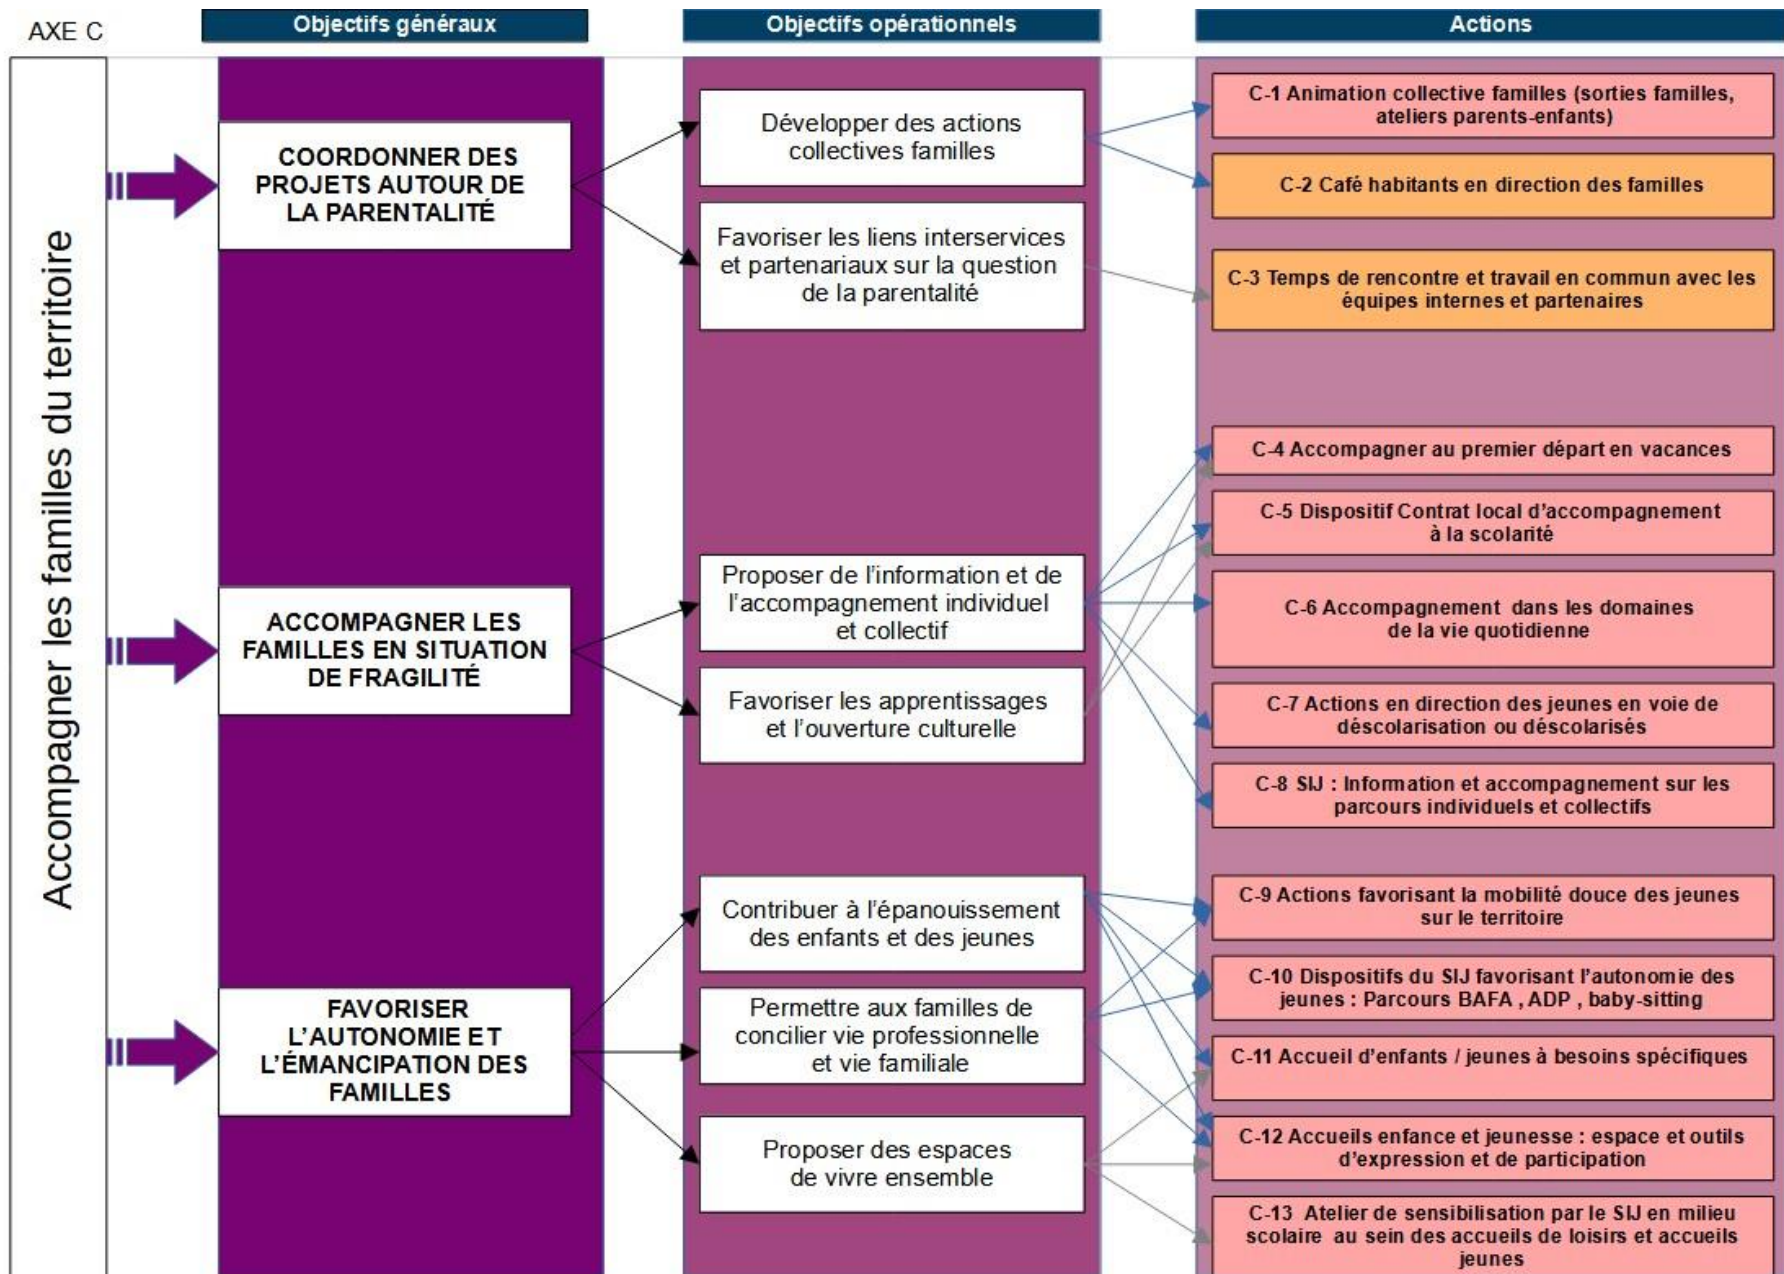 AXE C
Objectifs généraux
Objectifs opérationnels
Actions
Accompagner les familles du territoire
COORDONNER DES
PROJETS AUTOUR DE
LA PARENTALITÉ
Développer des actions
collectives familles
Favoriser les liens interservices
et partenariaux sur la question
de la parentalité
C-1 Animation collective familles (sorties familles,
ateliers parents-enfants)
C-2 Café habitants en direction des familles
C-3 Temps de rencontre et travail en commun avec les
équipes internes et partenaires
ACCOMPAGNER LES
FAMILLES EN SITUATION
DE FRAGILITÉ
Proposer de l'information et de
l'accompagnement individuel
et collectif
Favoriser les apprentissages
et l'ouverture culturelle
C-4 Accompagner au premier départ en vacances
C-5 Dispositif Contrat local d'accompagnement
à la scolarité
C-6 Accompagnement dans les domaines
de la vie quotidienne
C-7 Actions en direction des jeunes en voie de
déscolarisation ou déscolarisés
C-8 SIJ : Information et accompagnement sur les
parcours individuels et collectifs
FAVORISER
L'AUTONOMIE ET
L'ÉMANCIPATION DES
FAMILLES
Contribuer à l'épanouissement
des enfants et des jeunes
Permettre aux familles de
concilier vie professionnelle
et vie familiale
Proposer des espaces
de vivre ensemble
C-9 Actions favorisant la mobilité douce des jeunes
sur le territoire
C-10 Dispositifs du SIJ favorisant l'autonomie des
jeunes : Parcours BAFA , ADP , baby-sitting
C-11 Accueil d'enfants / jeunes à besoins spécifiques
C-12 Accueils enfance et jeunesse : espace et outils
d'expression et de participation
C-13 Atelier de sensibilisation par le SIJ en milieu
scolaire au sein des accueils de loisirs et accueils
jeunes